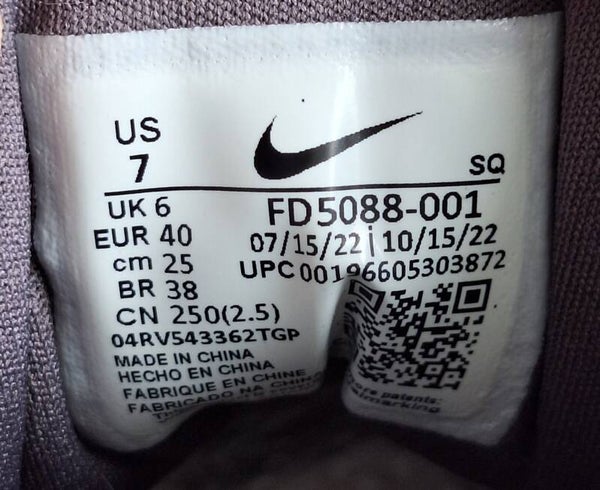 US
7
SQ
UK 6
FD5088-001
EUR 40
07/15/22 | 10/15/22
cm 25
UPC 00196605303872
BR 38
CN 250(2.5)
04RV543362TGP
MADE IN CHINA
HECHO EN CHINA
FABRIQUE EN CHINE
FABRICADO NA CHINA
more patents: